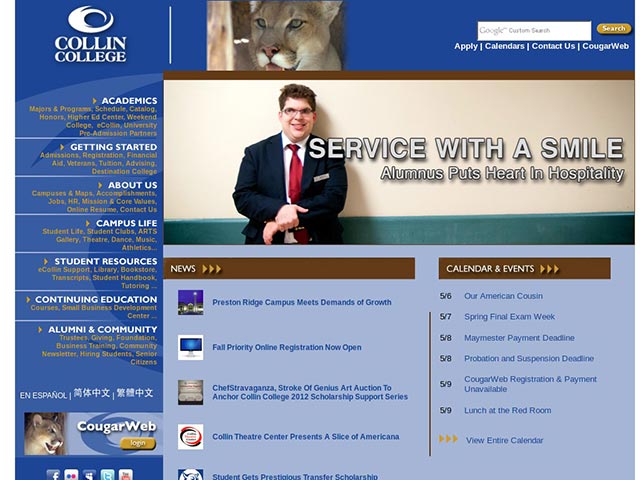 COLLIN
COLLEGE
Google™ Custom Search
Search
Apply | Calendars | Contact Us | CougarWeb
ACADEMICS
Majors & Programs, Schedule, Catalog,
Honors, Higher Ed Center, Weekend
College, eCollin, University
Pre-Admission Partners
GETTING STARTED
Admissions, Registration, Financial
Aid, Veterans, Tuition, Advising,
Destination College
ABOUT US
Campuses & Maps, Accomplishments,
Jobs, HR, Mission & Core Values,
Online Resume, Contact Us
CAMPUS LIFE
Student Life, Student Clubs, ARTS
Gallery, Theatre, Dance, Music,
Athletics...
STUDENT RESOURCES
eCollin Support, Library, Bookstore,
Transcripts, Student Handbook,
Tutoring ...
CONTINUING EDUCATION
Courses, Small Business Development
Center ...
ALUMNI & COMMUNITY
Trustees, Giving, Foundation,
Business Training, Community
Newsletter, Hiring Students, Senior
Citizens
EN ESPAÑOL | 简体中文 | 繁體中文
CougarWeb
login
SERVICE WITH A SMILE
Alumnus Puts Heart In Hospitality
NEWS
Preston Ridge Campus Meets Demands of Growth
Fall Priority Online Registration Now Open
ChefStravaganza, Stroke Of Genius Art Auction To
Anchor Collin College 2012 Scholarship Support Series
Collin Theatre Center Presents A Slice of Americana
Student Gets Prestigious Transfer Scholarship
CALENDAR & EVENTS
5/6 Our American Cousin
5/7 Spring Final Exam Week
5/8 Maymester Payment Deadline
5/8 Probation and Suspension Deadline
5/9 CougarWeb Registration & Payment
Unavailable
5/9 Lunch at the Red Room
View Entire Calendar